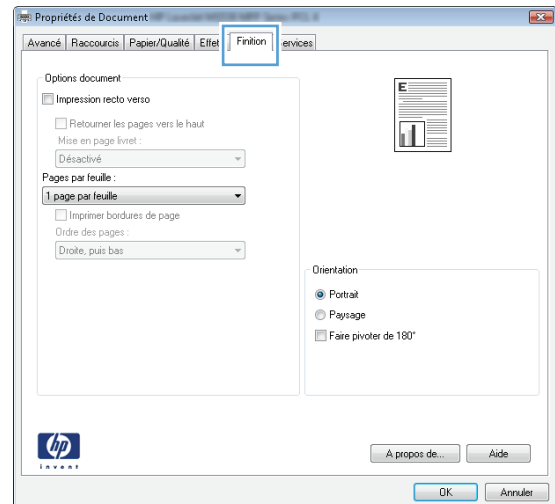 Propriétés de Document
Avancé Raccourcis Papier/Qualité Effet Finition ervices
Options document
Impression recto verso
Retourner les pages vers le haut
Mise en page livret :
Désactivé
Pages par feuille :
1 page par feuille
Imprimer bordures de page
Ordre des pages :
Droite, puis bas
E
Orientation
Portrait
Paysage
Faire pivoter de 180°
hp
invent
A propos de... Aide
OK Annuler